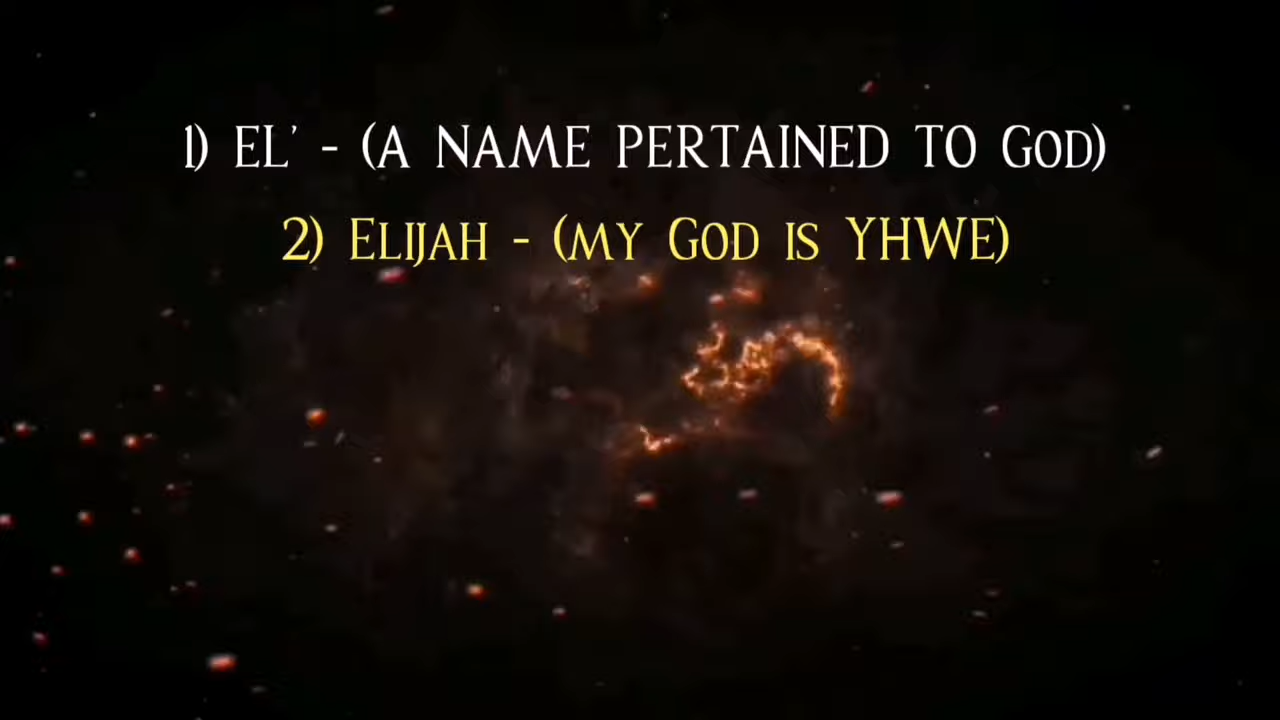 1) EL' - (A NAME PERTAINED TO GOD)
2) ELIJAH - (MY GOD IS YHWE)